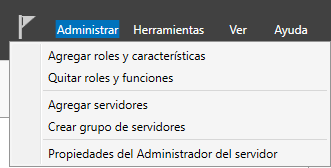 Administrar Herramientas Ver Ayuda
Agregar roles y características
Quitar roles y funciones
Agregar servidores
Crear grupo de servidores
Propiedades del Administrador del servidor